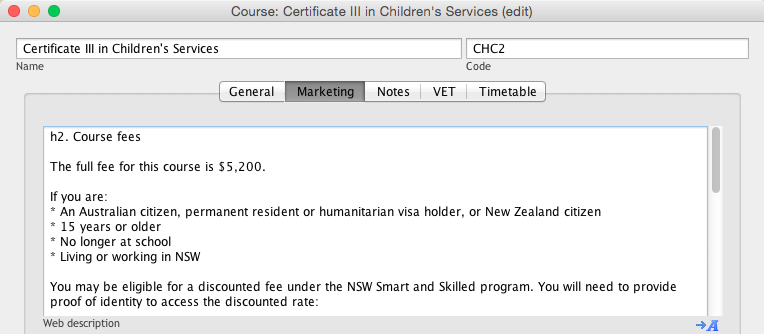 Course: Certificate III in Children's Services (edit)
Certificate III in Children's Services
CHC2
Name
Code
General
Marketing
Notes
VET
Timetable
h2. Course fees
The full fee for this course is $5,200.
If you are:
* An Australian citizen, permanent resident or humanitarian visa holder, or New Zealand citizen
* 15 years or older
* No longer at school
* Living or working in NSW
You may be eligible for a discounted fee under the NSW Smart and Skilled program. You will need to provide
proof of identity to access the discounted rate:
Web description
A